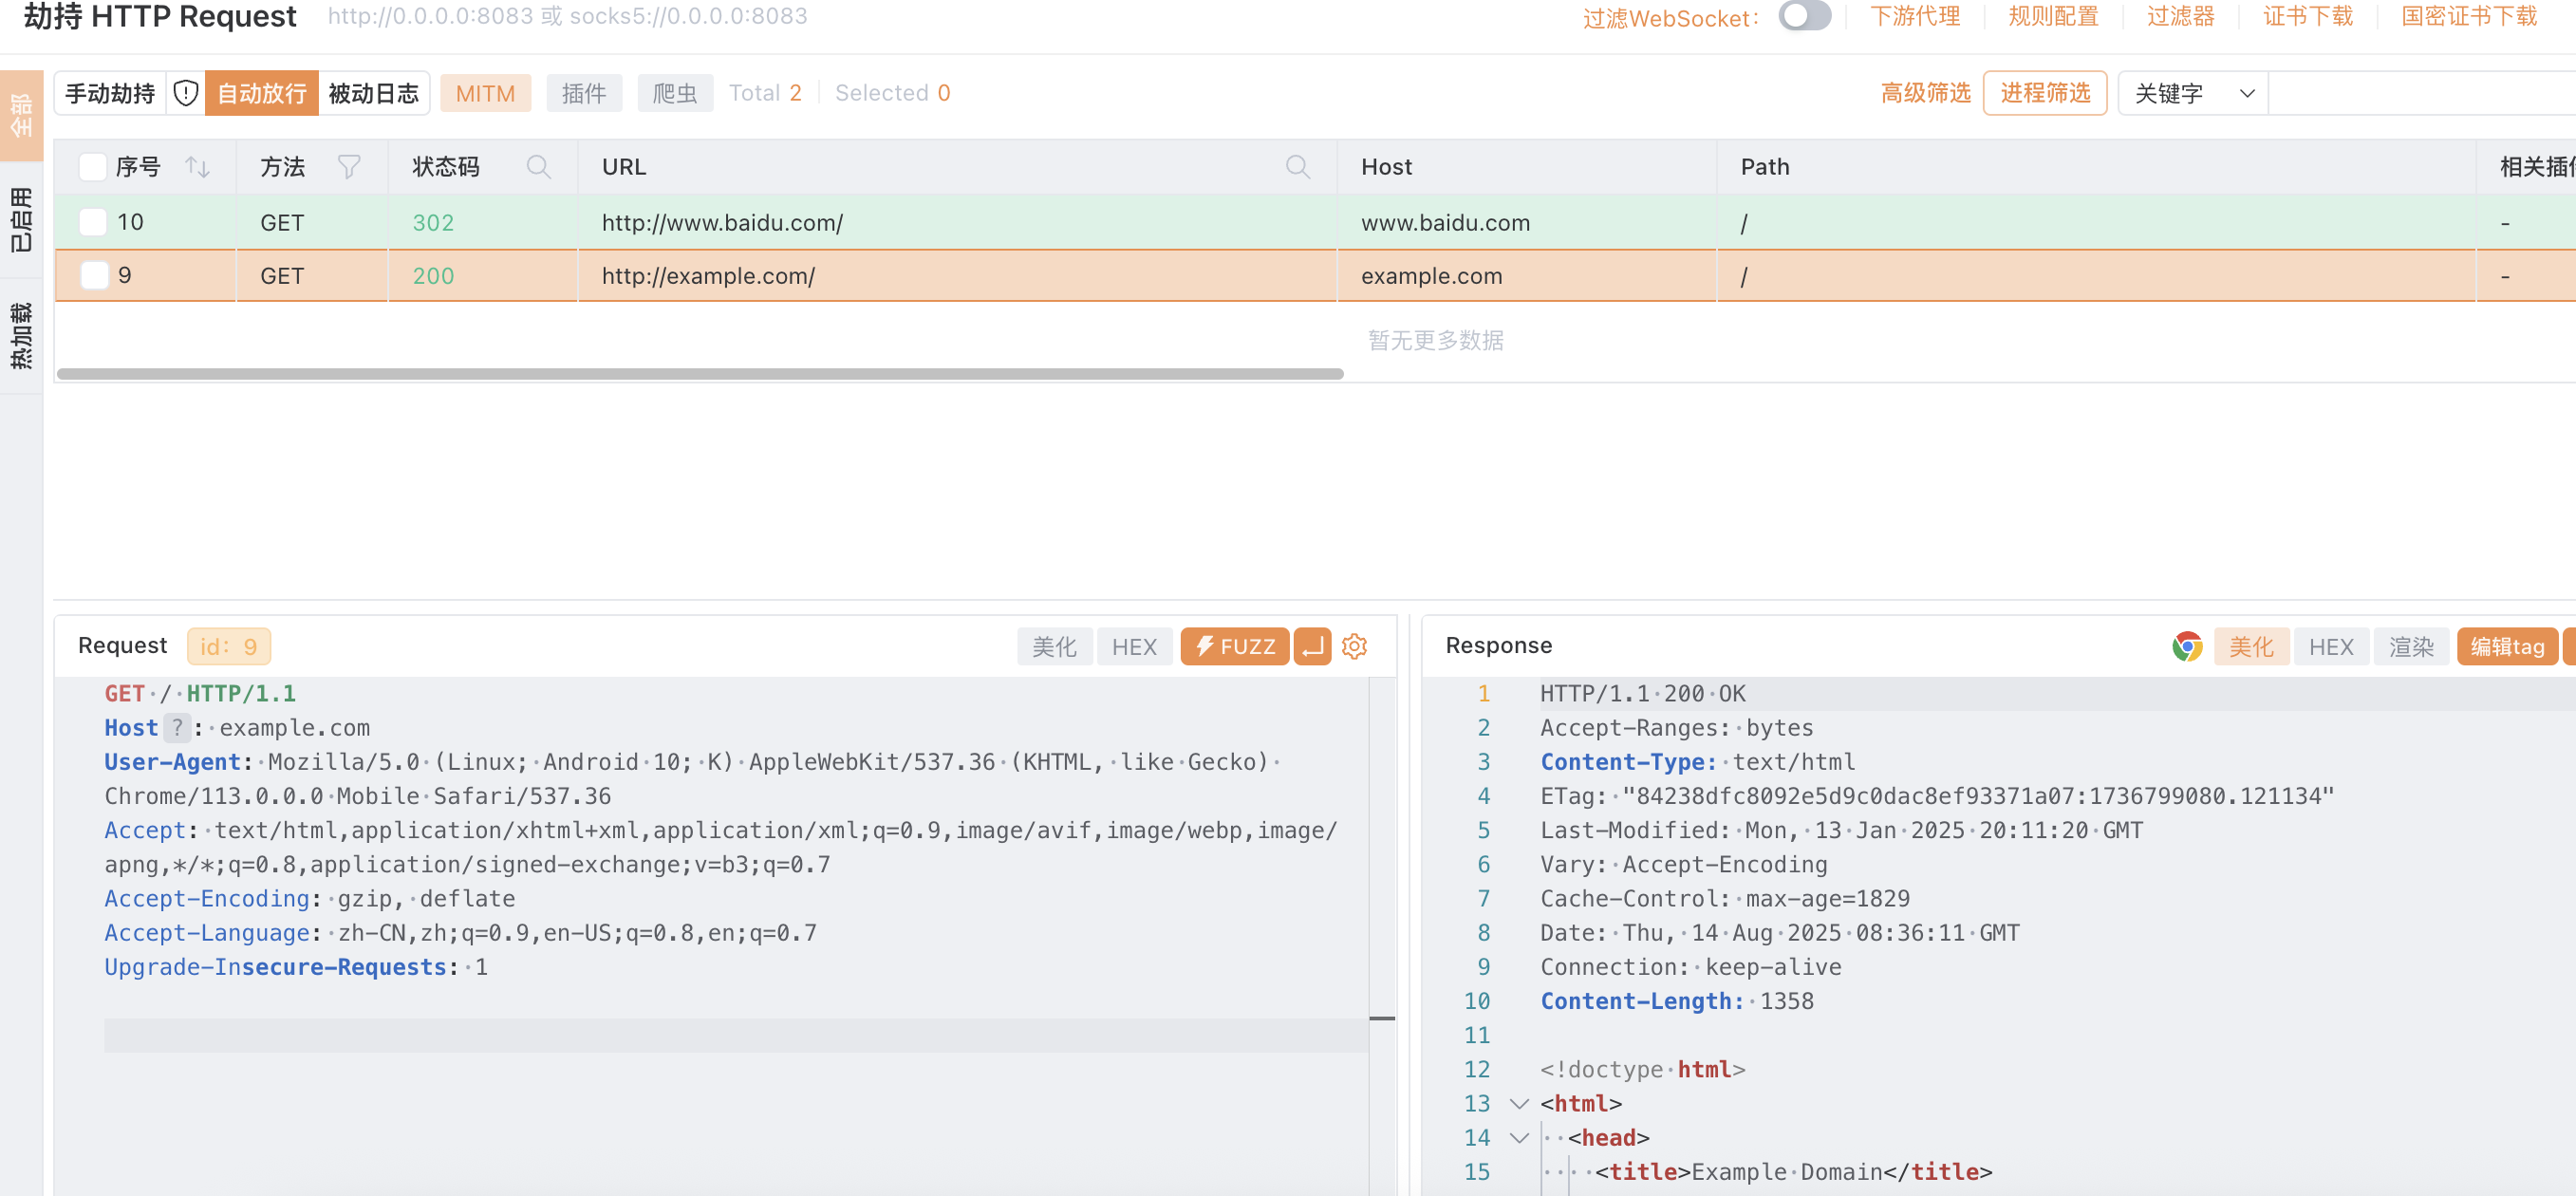 劫持 HTTP Request http://0.0.0.0:8083 或 socks5://0.0.0.0:8083 过滤WebSocket: 下游代理 规则配置 过滤器 证书下载 国密证书下载
全部
已启用
热加载
手动劫持 自动放行 被动日志 MITM 插件 爬虫 Total 2 Selected 0 高级筛选 进程筛选 关键字
序号 方法 状态码 URL Host Path
10 GET 302 http://www.baidu.com/ www.baidu.com / -
9 GET 200 http://example.com/ example.com / -
暂无更多数据
Request id: 9 美化 HEX FUZZ
GET / HTTP/1.1
Host ? : example.com
User-Agent: Mozilla/5.0 (Linux; Android 10; K) AppleWebKit/537.36 (KHTML, like Gecko)
Chrome/113.0.0.0 Mobile Safari/537.36
Accept: text/html,application/xhtml+xml,application/xml;q=0.9,image/avif,image/webp,image/
apng,*/*;q=0.8,application/signed-exchange;v=b3;q=0.7
Accept-Encoding: gzip, deflate
Accept-Language: zh-CN,zh;q=0.9,en-US;q=0.8,en;q=0.7
Upgrade-Insecure-Requests: 1
Response 美化 HEX 渲染 编辑tag
1 HTTP/1.1 200 OK
2 Accept-Ranges: bytes
3 Content-Type: text/html
4 ETag: "84238dfc8092e5d9c0dac8ef93371a07:1736799080.121134"
5 Last-Modified: Mon, 13 Jan 2025 20:11:20 GMT
6 Vary: Accept-Encoding
7 Cache-Control: max-age=1829
8 Date: Thu, 14 Aug 2025 08:36:11 GMT
9 Connection: keep-alive
10 Content-Length: 1358
11
12 <!doctype html>
13 <html>
14 <head>
15 <title>Example Domain</title>